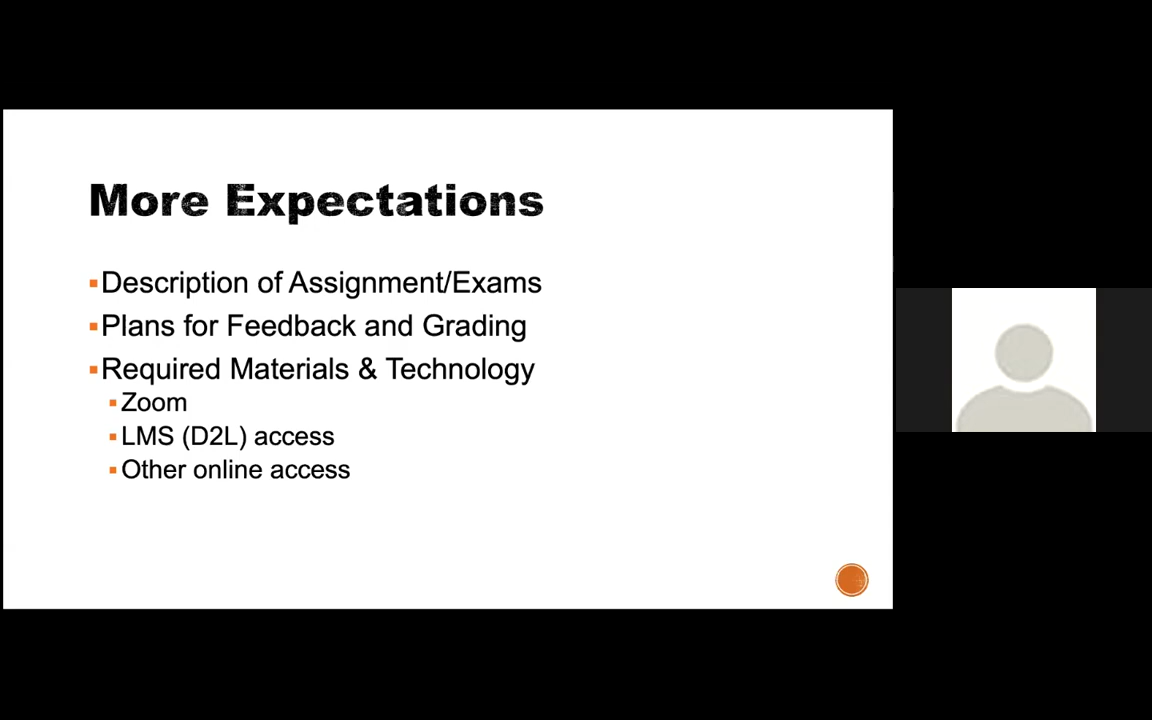 More Expectations
Description of Assignment/Exams
Plans for Feedback and Grading
Required Materials & Technology
Zoom
LMS (D2L) access
Other online access